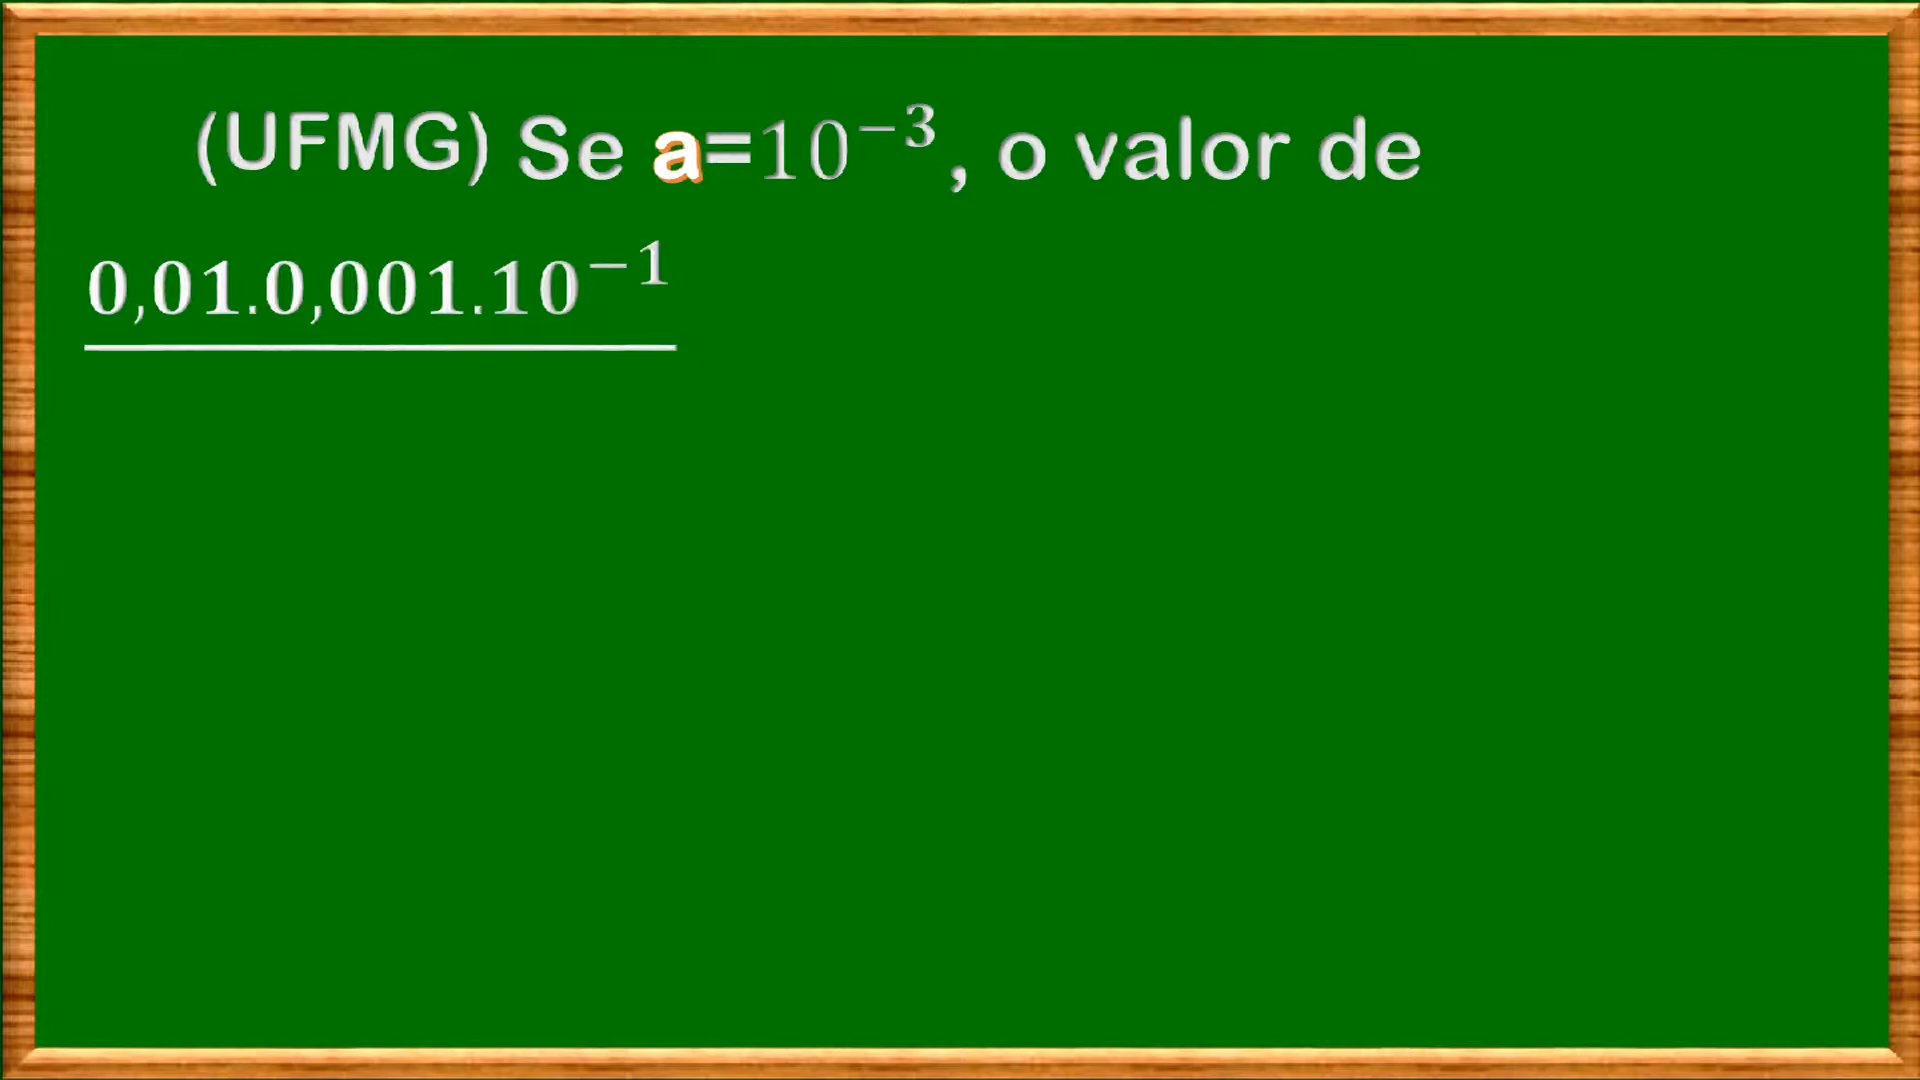 (UFMG) Se a=10⁻³, o valor de
0,01.0,001.10⁻¹